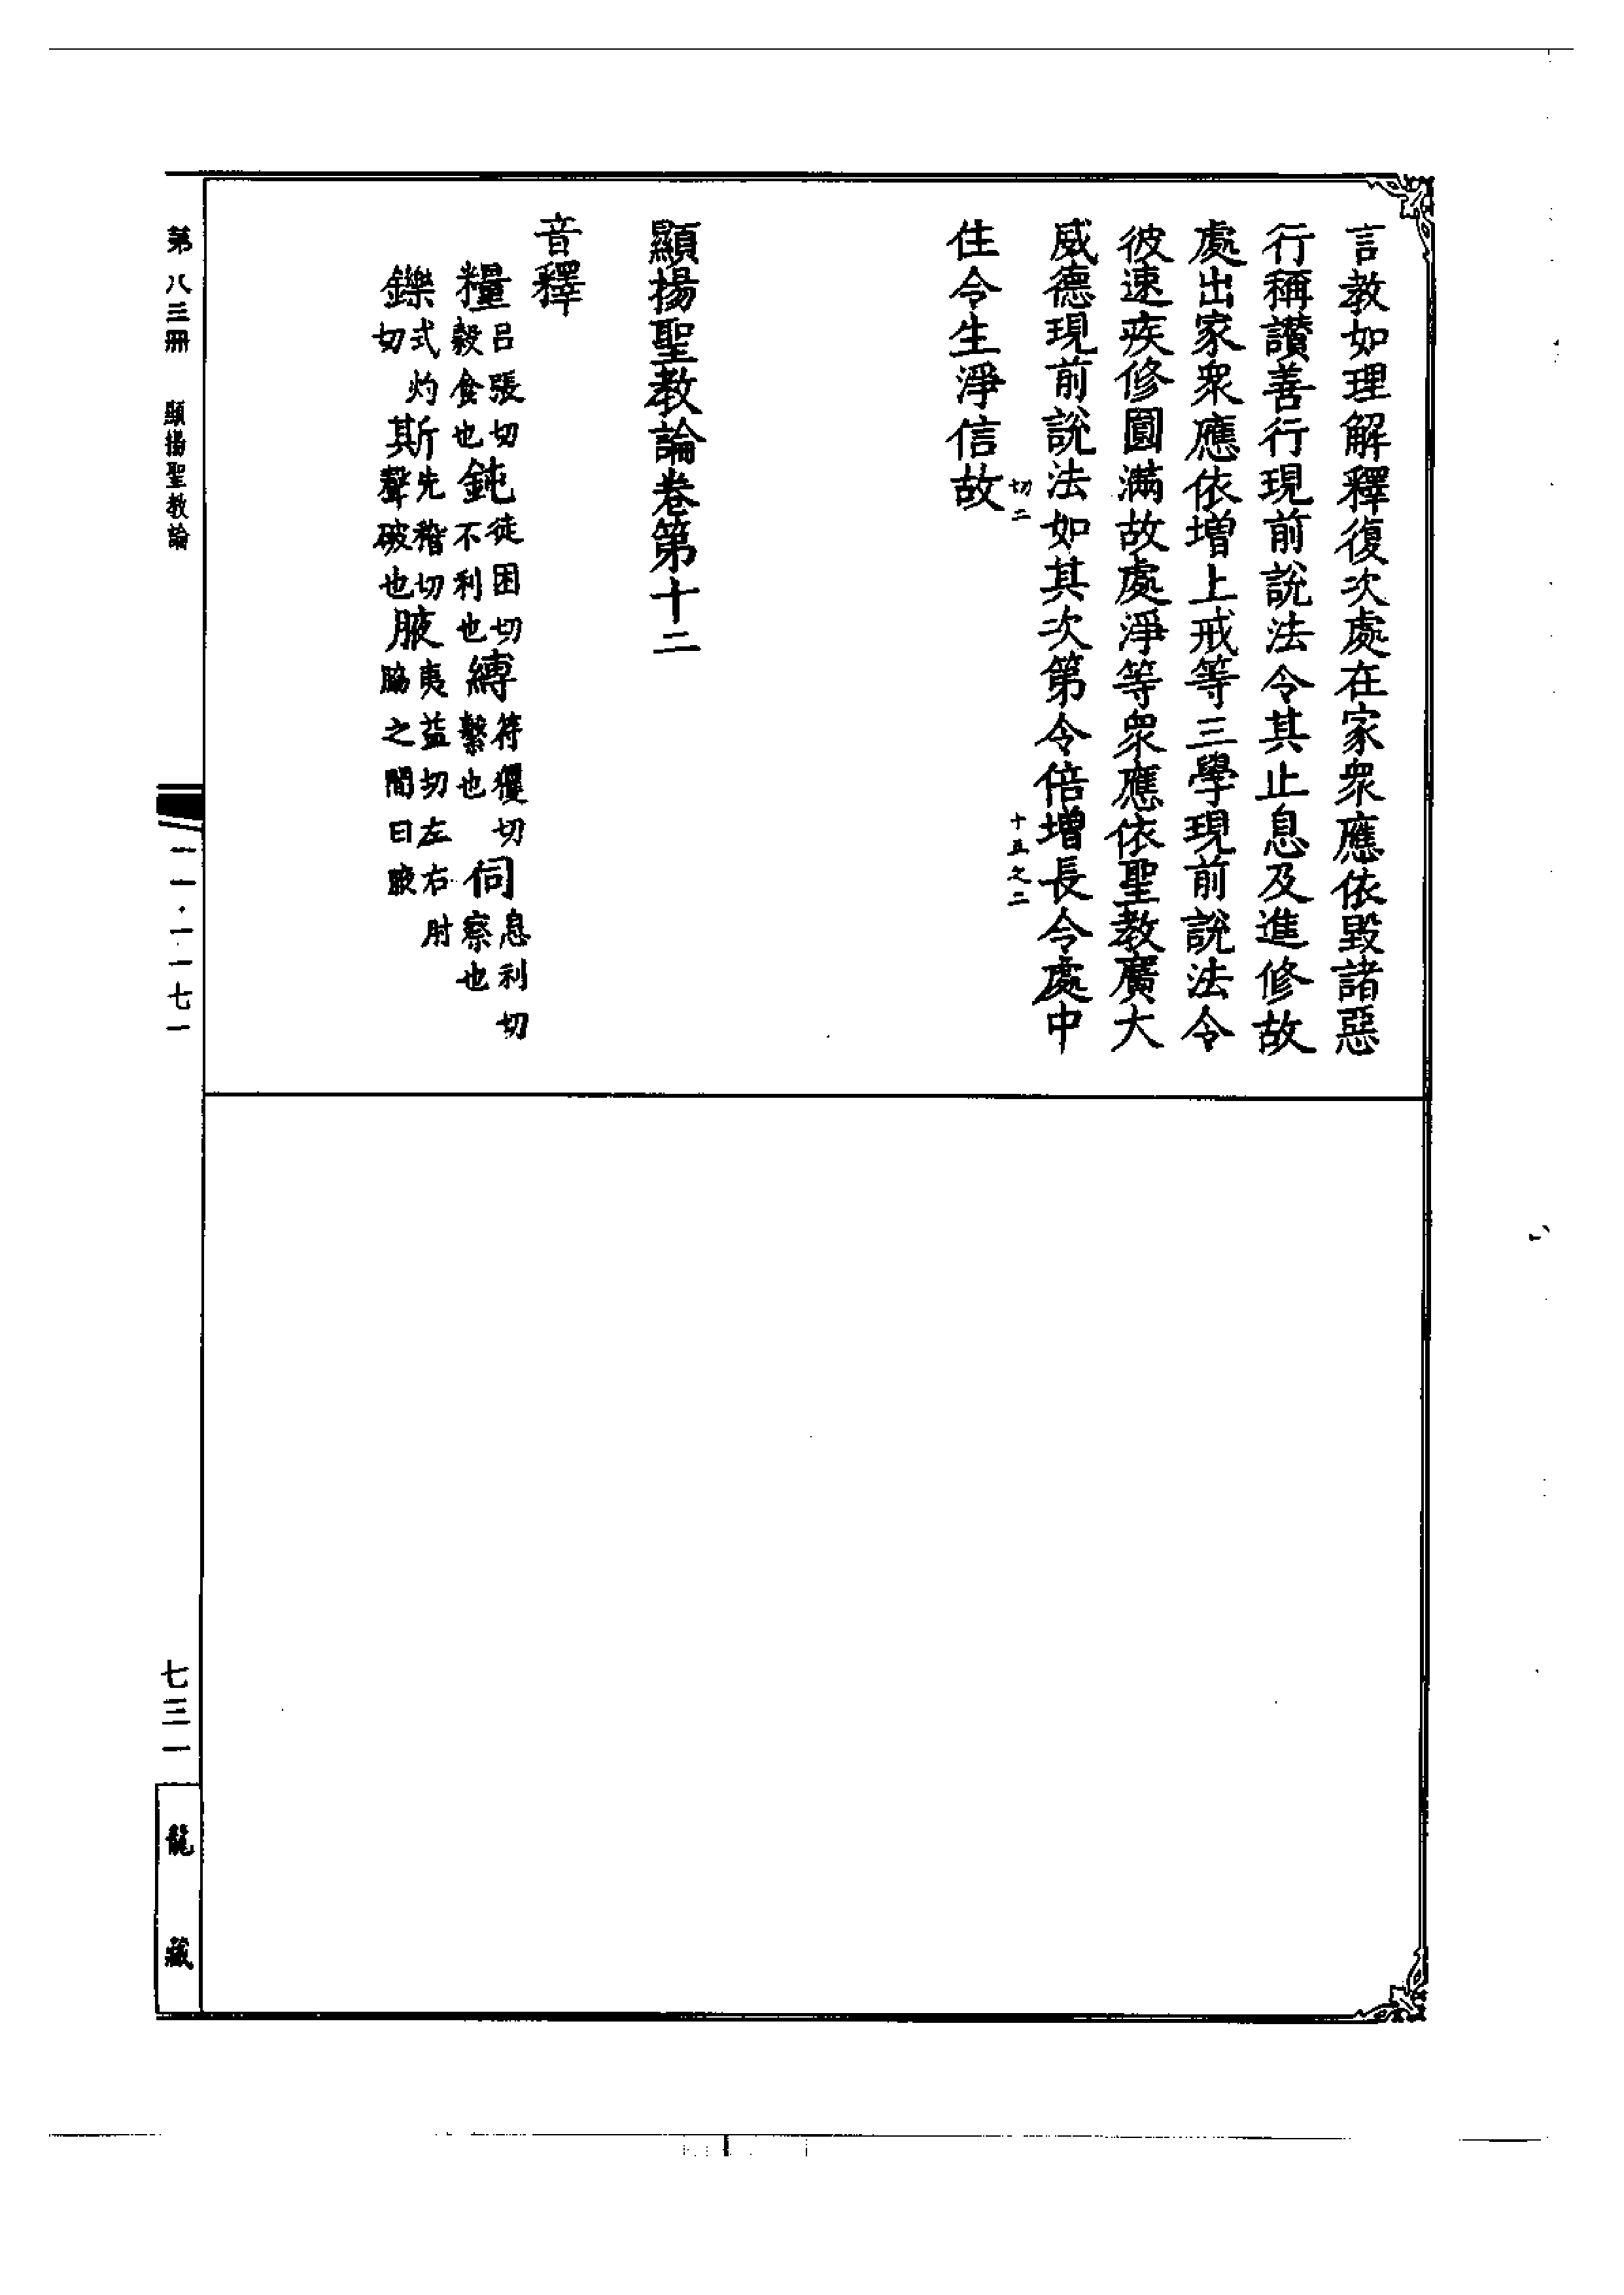 言教如理解釋復次處在家衆應依毀諸惡
行稱讚善行現前說法令其止息及進修故
處出家衆應依增上戒等三學現前說法令
彼速疾修圓滿故處淨等衆應依聖教廣大
威德現前說法如其次第令倍增長令處中
切二
十五之二
住令生淨信故
顯揚聖教論卷第十二
音釋
糧呂張切穀食也鈍徒困切不利也縛符钁切繫也伺息利切察也
鑠式灼切斯先稽切聲破也腋夷益切左右肘脇之間曰腋
第八三冊 顯揚聖教論
一一·一一七一
七三一
龍藏